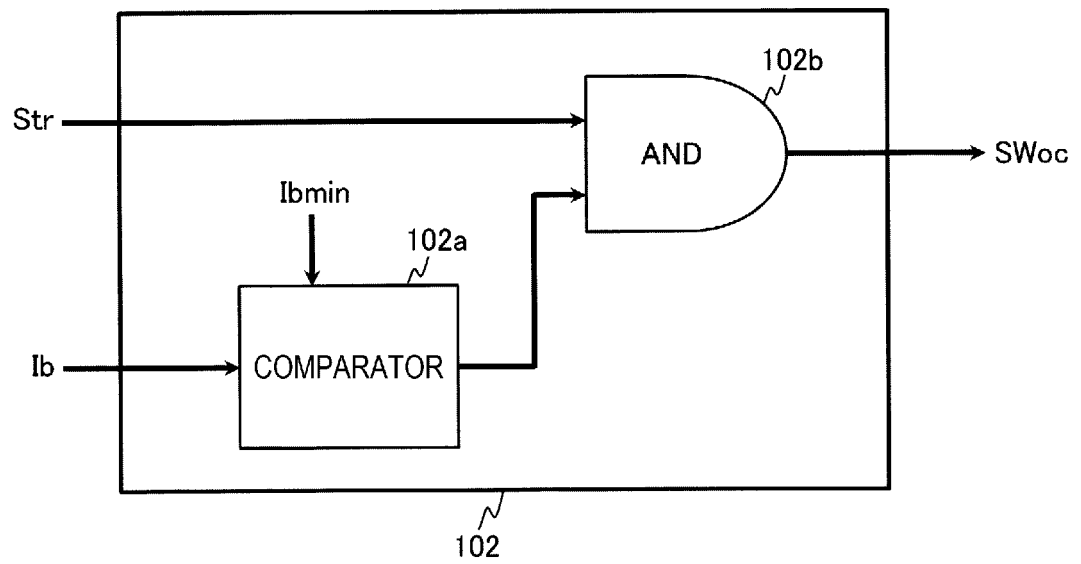 102b
Str
AND
SWoc
Ibmin
102a
Ib
COMPARATOR
102